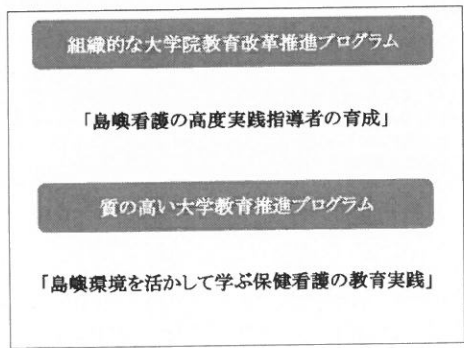 組織的な大学院教育改革推進プログラム
「島嶼看護の高度実践指導者の育成」
質の高い大学教育推進プログラム
「島嶼環境を活かして学ぶ保健看護の教育実践」